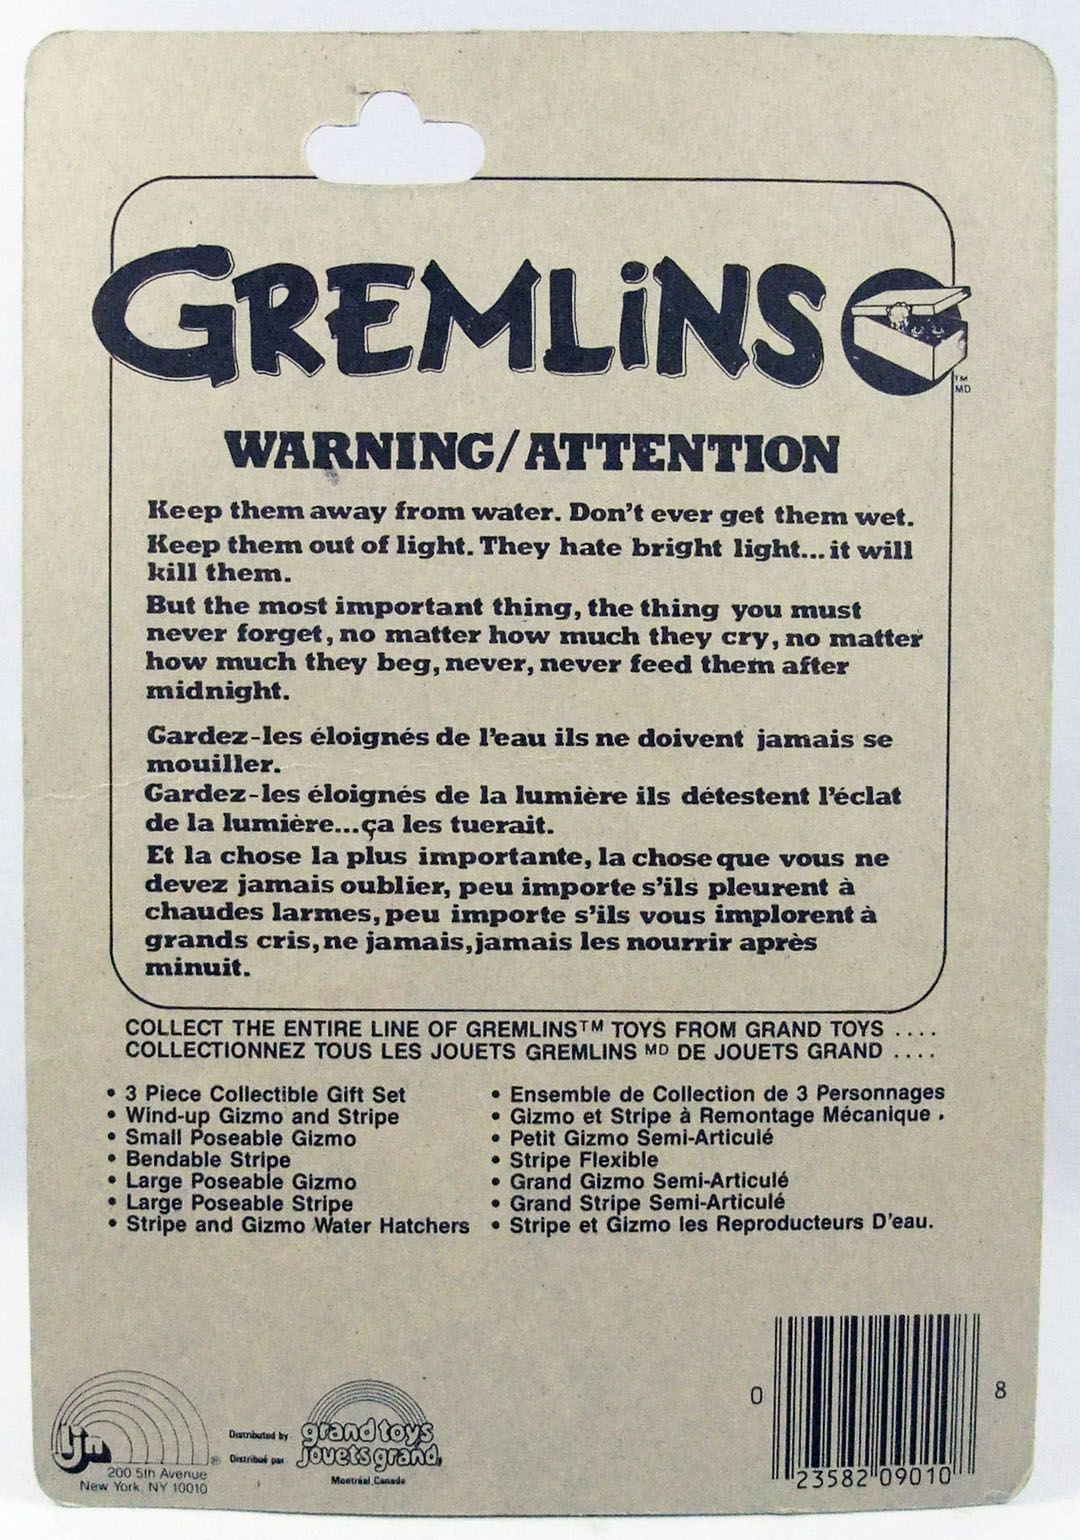 GREMLiNS
TM
MD
WARNING/ATTENTION
Keep them away from water. Don't ever get them wet.
Keep them out of light. They hate bright light... it will
kill them.
But the most important thing, the thing you must
never forget, no matter how much they cry, no matter
how much they beg, never, never feed them after
midnight.
Gardez-les éloignés de l'eau ils ne doivent jamais se
mouiller.
Gardez-les éloignés de la lumière ils détestent l'éclat
de la lumière...ça les tuerait.
Et la chose la plus importante, la chose que vous ne
devez jamais oublier, peu importe s'ils pleurent à
chaudes larmes, peu importe s'ils vous implorent à
grands cris, ne jamais, jamais les nourrir après
minuit.
COLLECT THE ENTIRE LINE OF GREMLINS™ TOYS FROM GRAND TOYS ....
COLLECTIONNEZ TOUS LES JOUETS GREMLINS MD DE JOUETS GRAND ....
• 3 Piece Collectible Gift Set
• Wind-up Gizmo and Stripe
• Small Poseable Gizmo
• Bendable Stripe
• Large Poseable Gizmo
• Large Poseable Stripe
• Stripe and Gizmo Water Hatchers
• Ensemble de Collection de 3 Personnages
• Gizmo et Stripe à Remontage Mécanique .
• Petit Gizmo Semi-Articulé
• Stripe Flexible
• Grand Gizmo Semi-Articulé
• Grand Stripe Semi-Articulé
• Stripe et Gizmo les Reproducteurs D'eau.
ljn ®
200 5th Avenue
New York, NY 10010
Distributed by
Distribué par
grand toys
jouets grand
Montréal, Canada
0 23582 09010 8